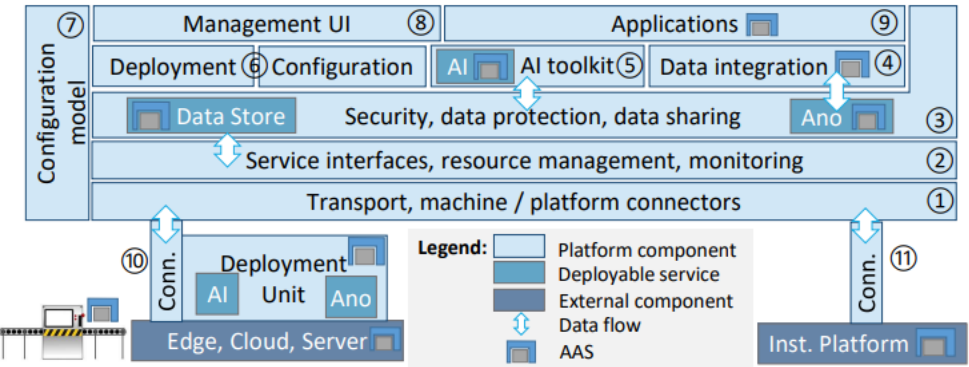 ⑦ Management UI ⑧ Applications ⑨
Configuration model
Deployment ⑥ Configuration AI AI toolkit ⑤ Data integration ④
Data Store Security, data protection, data sharing Ano ③
Service interfaces, resource management, monitoring ②
Transport, machine / platform connectors ①
⑩ Conn. Deployment Unit
AI Ano
Edge, Cloud, Server
Legend: Platform component
Deployable service
External component
Data flow
AAS
Conn. ⑪
Inst. Platform